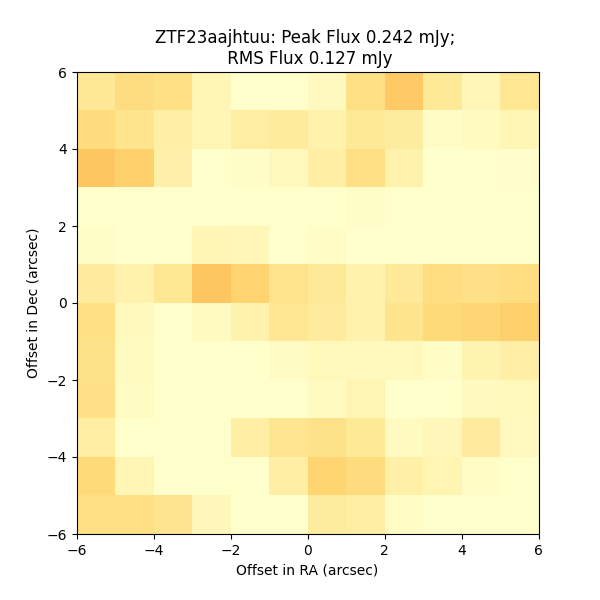 ZTF23aajhtuu: Peak Flux 0.242 mJy;
RMS Flux 0.127 mJy
6
4
2
0
−2
−4
−6
Offset in Dec (arcsec)
−6 −4 −2 0 2 4 6
Offset in RA (arcsec)